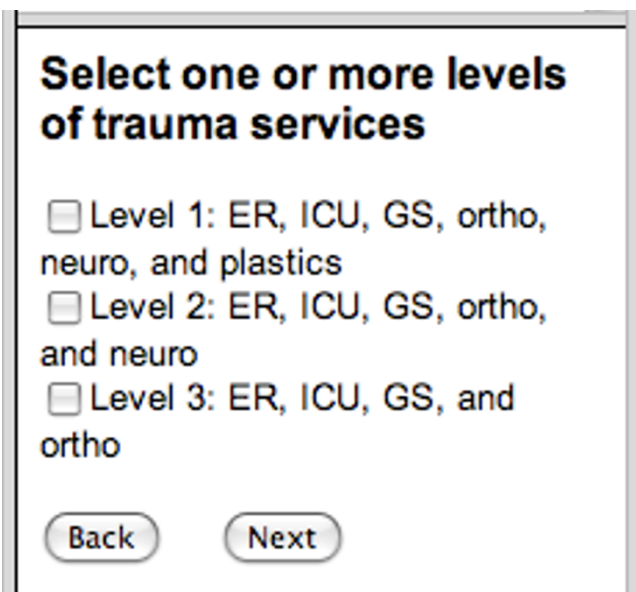 Select one or more levels
of trauma services
Level 1: ER, ICU, GS, ortho,
neuro, and plastics
Level 2: ER, ICU, GS, ortho,
and neuro
Level 3: ER, ICU, GS, and
ortho
Back Next